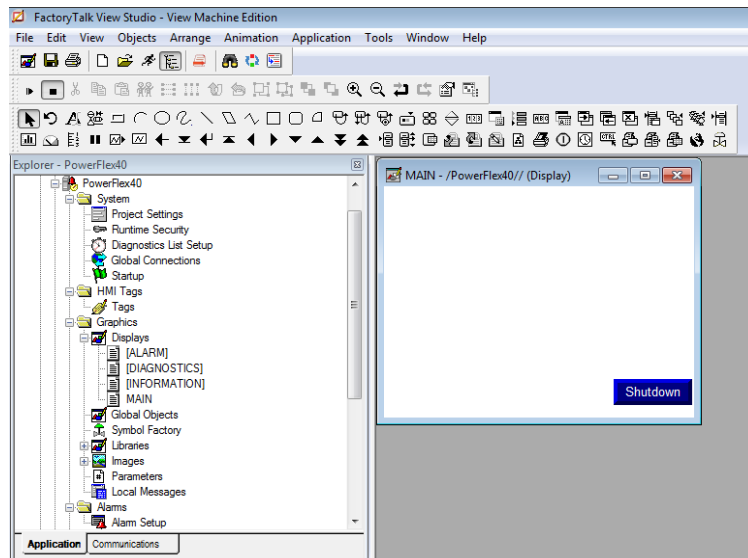 FactoryTalk View Studio - View Machine Edition
File Edit View Objects Arrange Animation Application Tools Window Help
Explorer - PowerFlex40
PowerFlex40
System
Project Settings
Runtime Security
Diagnostics List Setup
Global Connections
Startup
HMI Tags
Tags
Graphics
Displays
[ALARM]
[DIAGNOSTICS]
[INFORMATION]
MAIN
Global Objects
Symbol Factory
Libraries
Images
Parameters
Local Messages
Alarms
Alarm Setup
Application Communications
MAIN - /PowerFlex40// (Display)
Shutdown